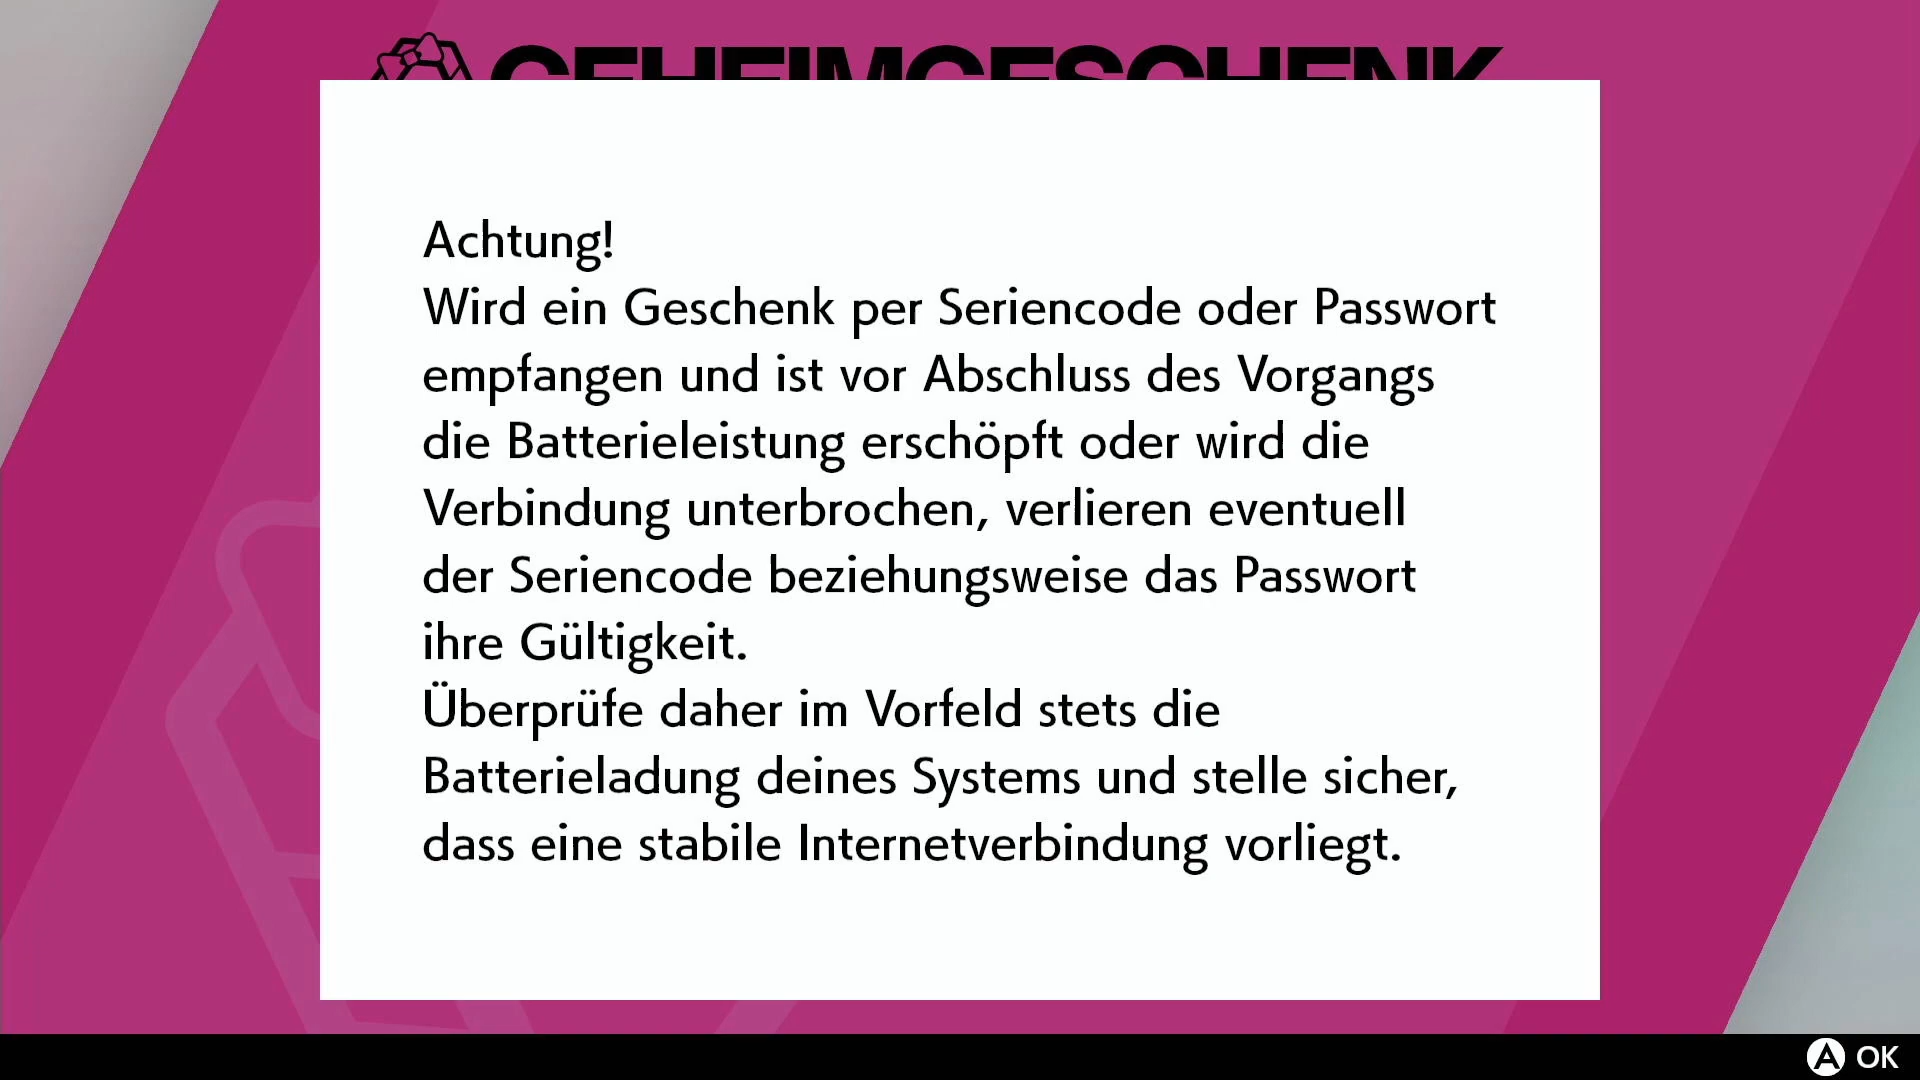 GEHEIMGESCHENK
Achtung!
Wird ein Geschenk per Seriencode oder Passwort
empfangen und ist vor Abschluss des Vorgangs
die Batterieleistung erschöpft oder wird die
Verbindung unterbrochen, verlieren eventuell
der Seriencode beziehungsweise das Passwort
ihre Gültigkeit.
Überprüfe daher im Vorfeld stets die
Batterieladung deines Systems und stelle sicher,
dass eine stabile Internetverbindung vorliegt.
A OK